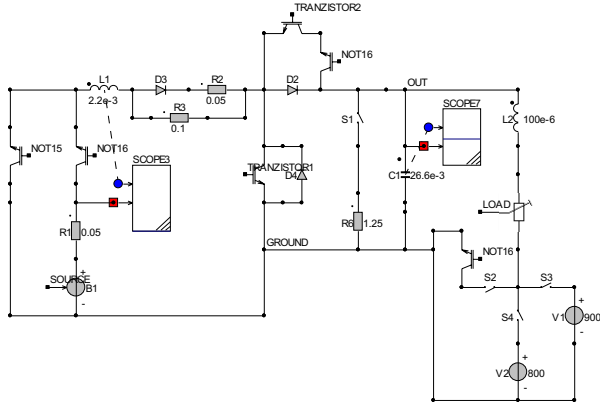 TRANZISTOR2
NOT16
L1
2.2e-3
D3
R2
0.05
D2
OUT
R3
0.1
SCOPE7
S1
L2 100e-6
NOT15
NOT16
SCOPE3
TRANZISTOR1
D4
C1 26.6e-3
LOAD
R1 0.05
R6 1.25
GROUND
NOT16
SOURCE
+
B1
-
S2
S3
S4
+
V1 900
-
+
V2 800
-